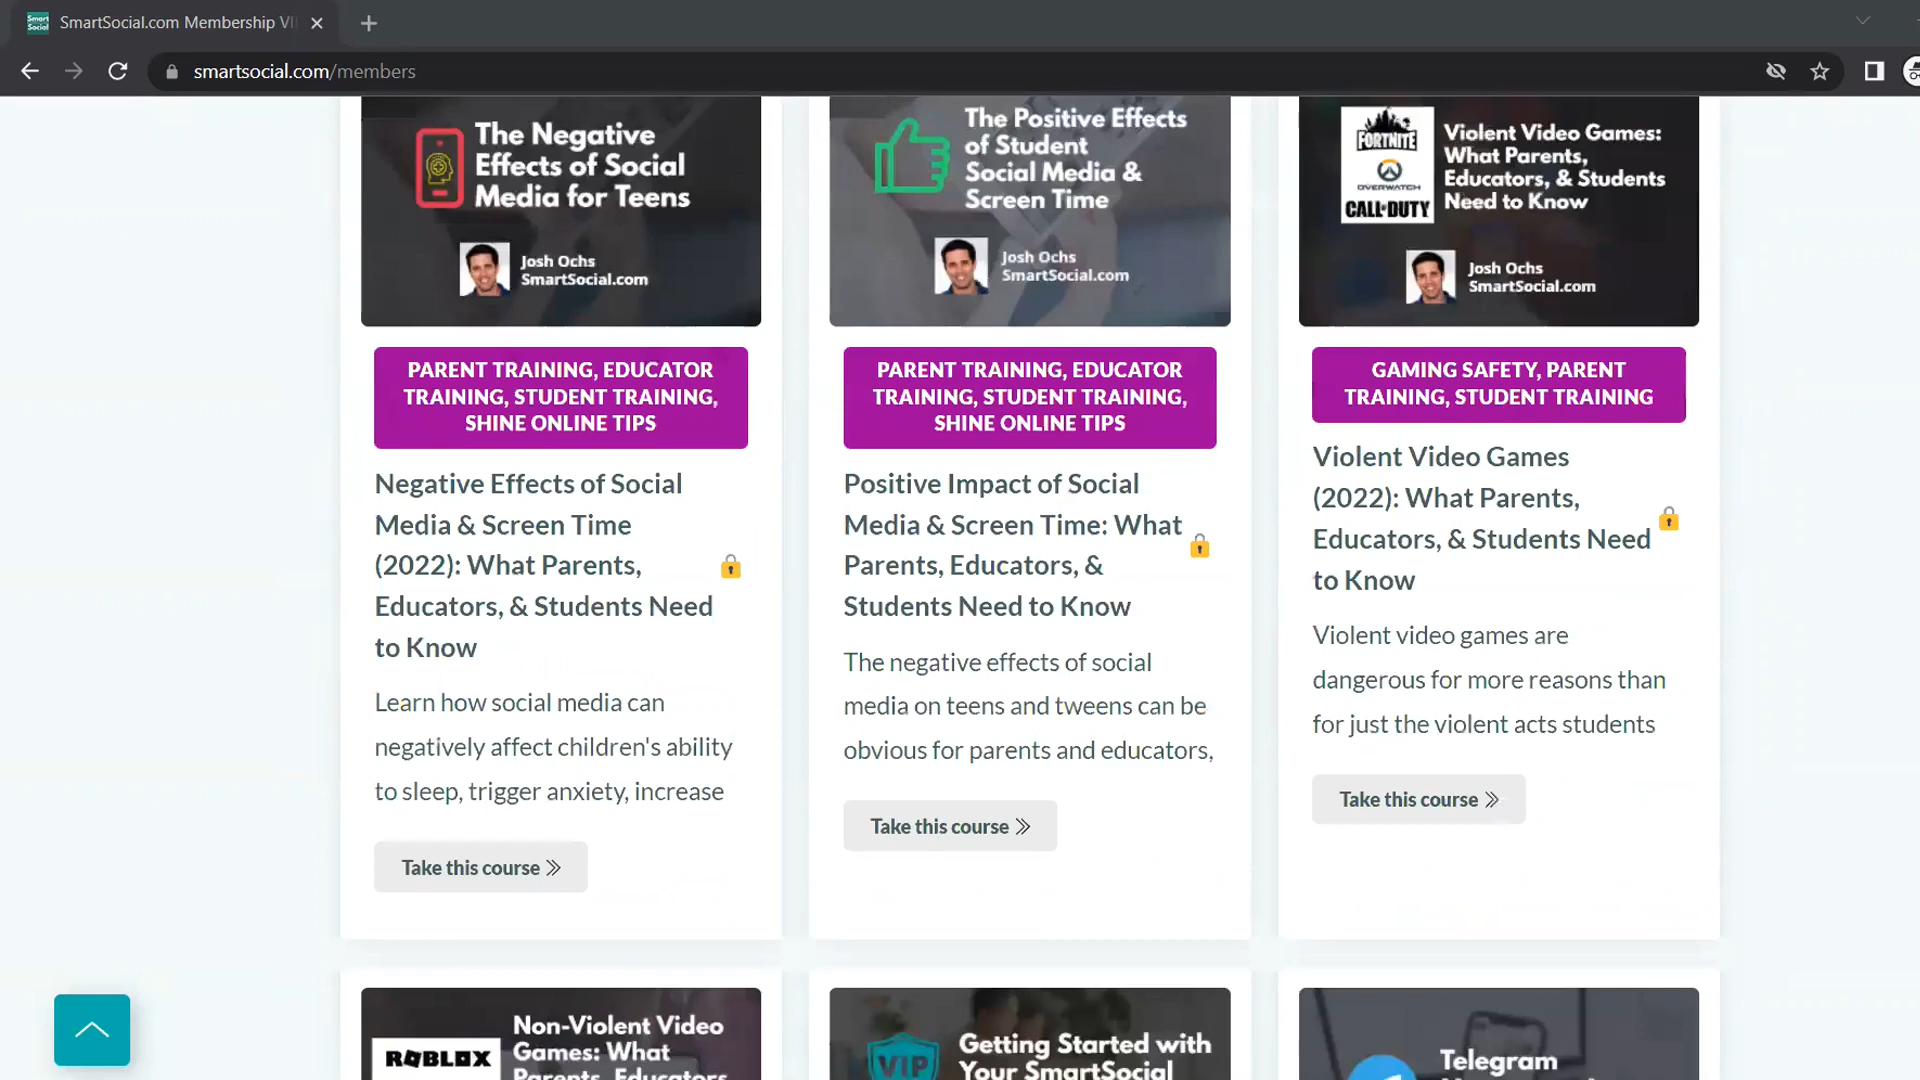 Smart
Social
SmartSocial.com Membership VI
smartsocial.com/members
The Negative
Effects of Social
Media for Teens
Josh Ochs
SmartSocial.com
PARENT TRAINING, EDUCATOR
TRAINING, STUDENT TRAINING,
SHINE ONLINE TIPS
Negative Effects of Social
Media & Screen Time
(2022): What Parents,
Educators, & Students Need
to Know
Learn how social media can
negatively affect children's ability
to sleep, trigger anxiety, increase
Take this course
The Positive Effects
of Student
Social Media &
Screen Time
Josh Ochs
SmartSocial.com
PARENT TRAINING, EDUCATOR
TRAINING, STUDENT TRAINING,
SHINE ONLINE TIPS
Positive Impact of Social
Media & Screen Time: What
Parents, Educators, &
Students Need to Know
The negative effects of social
media on teens and tweens can be
obvious for parents and educators,
Take this course
FORTNITE
OVERWATCH
CALL OF DUTY
Violent Video Games:
What Parents,
Educators, & Students
Need to Know
Josh Ochs
SmartSocial.com
GAMING SAFETY, PARENT
TRAINING, STUDENT TRAINING
Violent Video Games
(2022): What Parents,
Educators, & Students Need
to Know
Violent video games are
dangerous for more reasons than
for just the violent acts students
Take this course
ROBLOX
Non-Violent Video
Games: What
Parents, Educators
VIP
Getting Started with
Your SmartSocial
Telegram